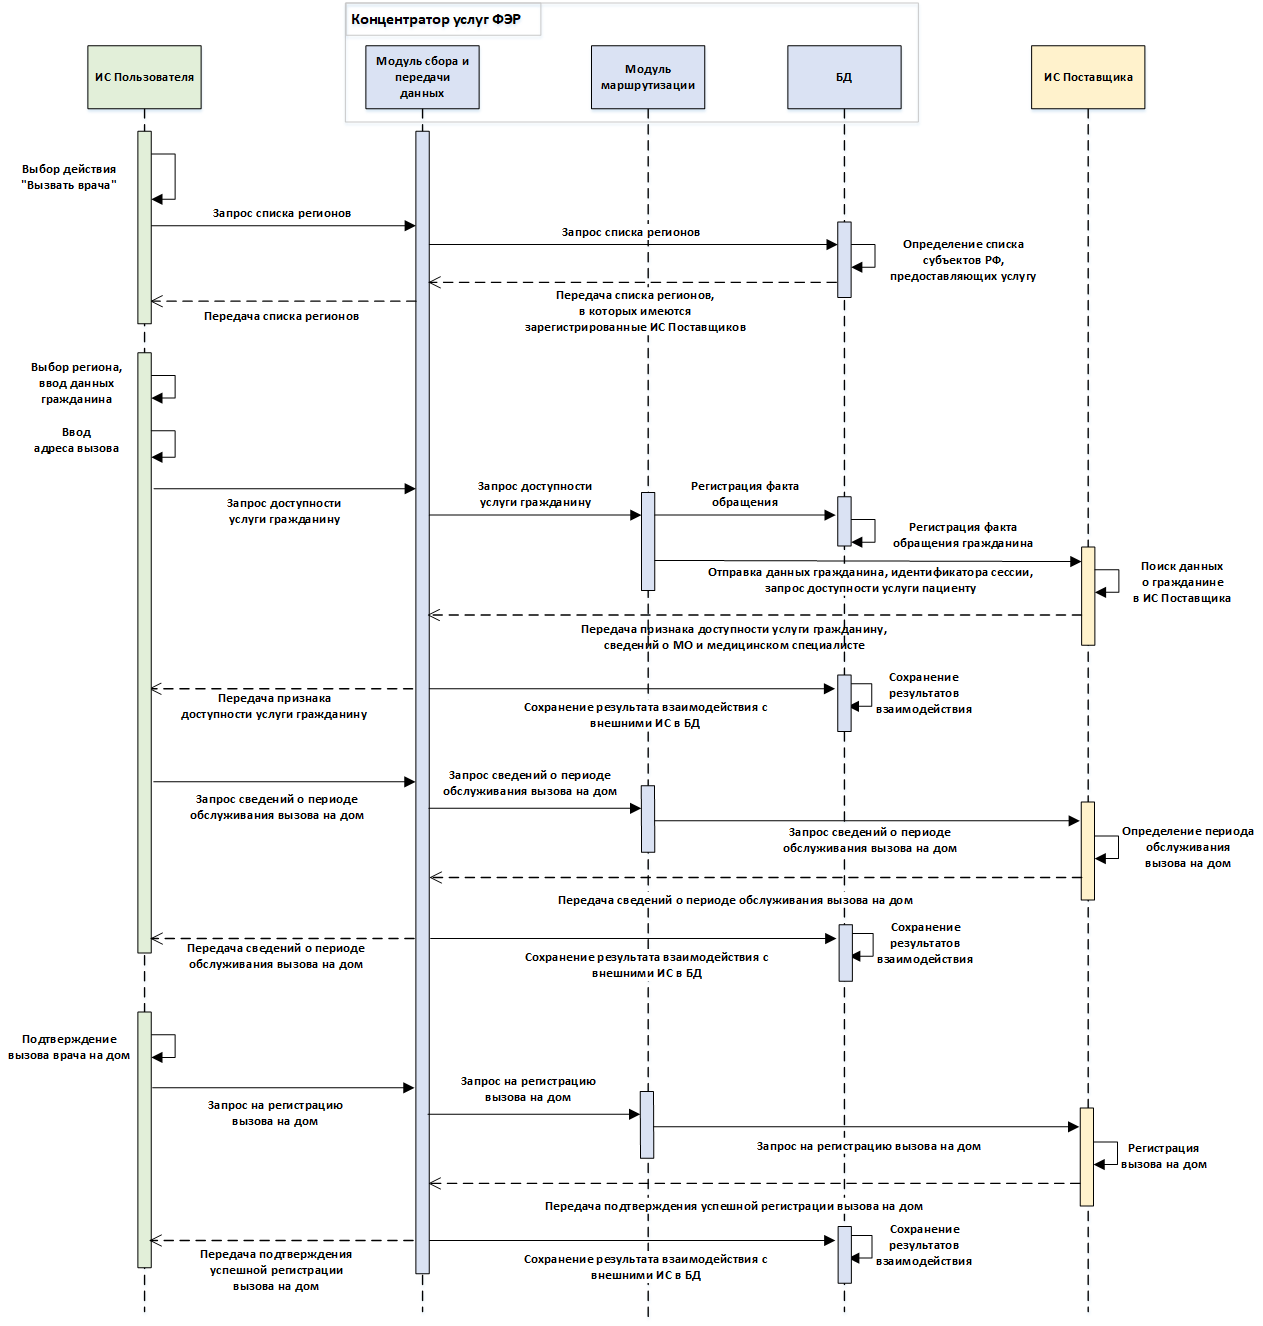 Концентратор услуг ФЭР
ИС Пользователя
Модуль сбора и
передачи
данных
Модуль
маршрутизации
БД
ИС Поставщика
Выбор действия
"Вызвать врача"
Запрос списка регионов
Запрос списка регионов
Определение списка
субъектов РФ,
предоставляющих услугу
Передача списка регионов,
в которых имеются
зарегистрированные ИС Поставщиков
Передача списка регионов
Выбор региона,
ввод данных
гражданина
Ввод
адреса вызова
Запрос доступности
услуги гражданину
Запрос доступности
услуги гражданину
Регистрация факта
обращения
Регистрация факта
обращения гражданина
Отправка данных гражданина, идентификатора сессии,
запрос доступности услуги пациенту
Поиск данных
о гражданине
в ИС Поставщика
Передача признака доступности услуги гражданину,
сведений о МО и медицинском специалисте
Передача признака
доступности услуги гражданину
Сохранение результата взаимодействия с
внешними ИС в БД
Сохранение
результатов
взаимодействия
Запрос сведений о периоде
обслуживания вызова на дом
Запрос сведений о периоде
обслуживания вызова на дом
Запрос сведений о периоде
обслуживания вызова на дом
Определение периода
обслуживания
вызова на дом
Передача сведений о периоде обслуживания вызова на дом
Передача сведений о периоде
обслуживания вызова на дом
Сохранение результата взаимодействия с
внешними ИС в БД
Сохранение
результатов
взаимодействия
Подтверждение
вызова врача на дом
Запрос на регистрацию
вызова на дом
Запрос на регистрацию
вызова на дом
Запрос на регистрацию вызова на дом
Регистрация
вызова на дом
Передача подтверждения успешной регистрации вызова на дом
Передача подтверждения
успешной регистрации
вызова на дом
Сохранение результата взаимодействия с
внешними ИС в БД
Сохранение
результатов
взаимодействия